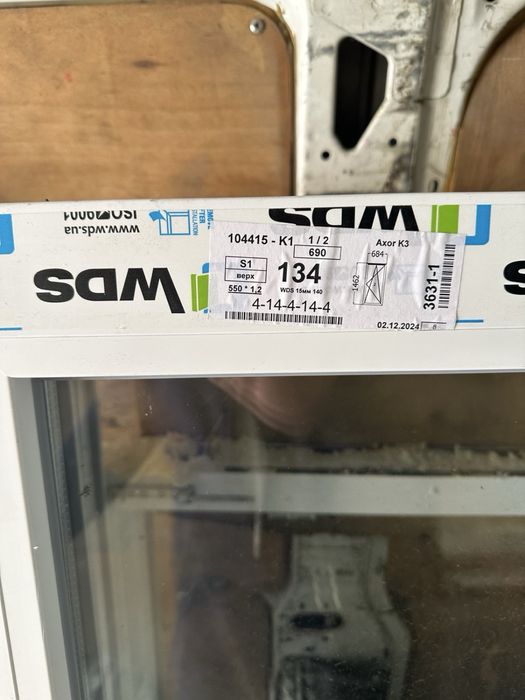 104415 - K1 1 / 2
690
Axor K3
684
S1
верх
134
1462
550 * 1.2
WDS 15мм 140
4-14-4-14-4
3631-1
02.12.2024
8
WDS
WDS
www.wds.ua
ISO 9001